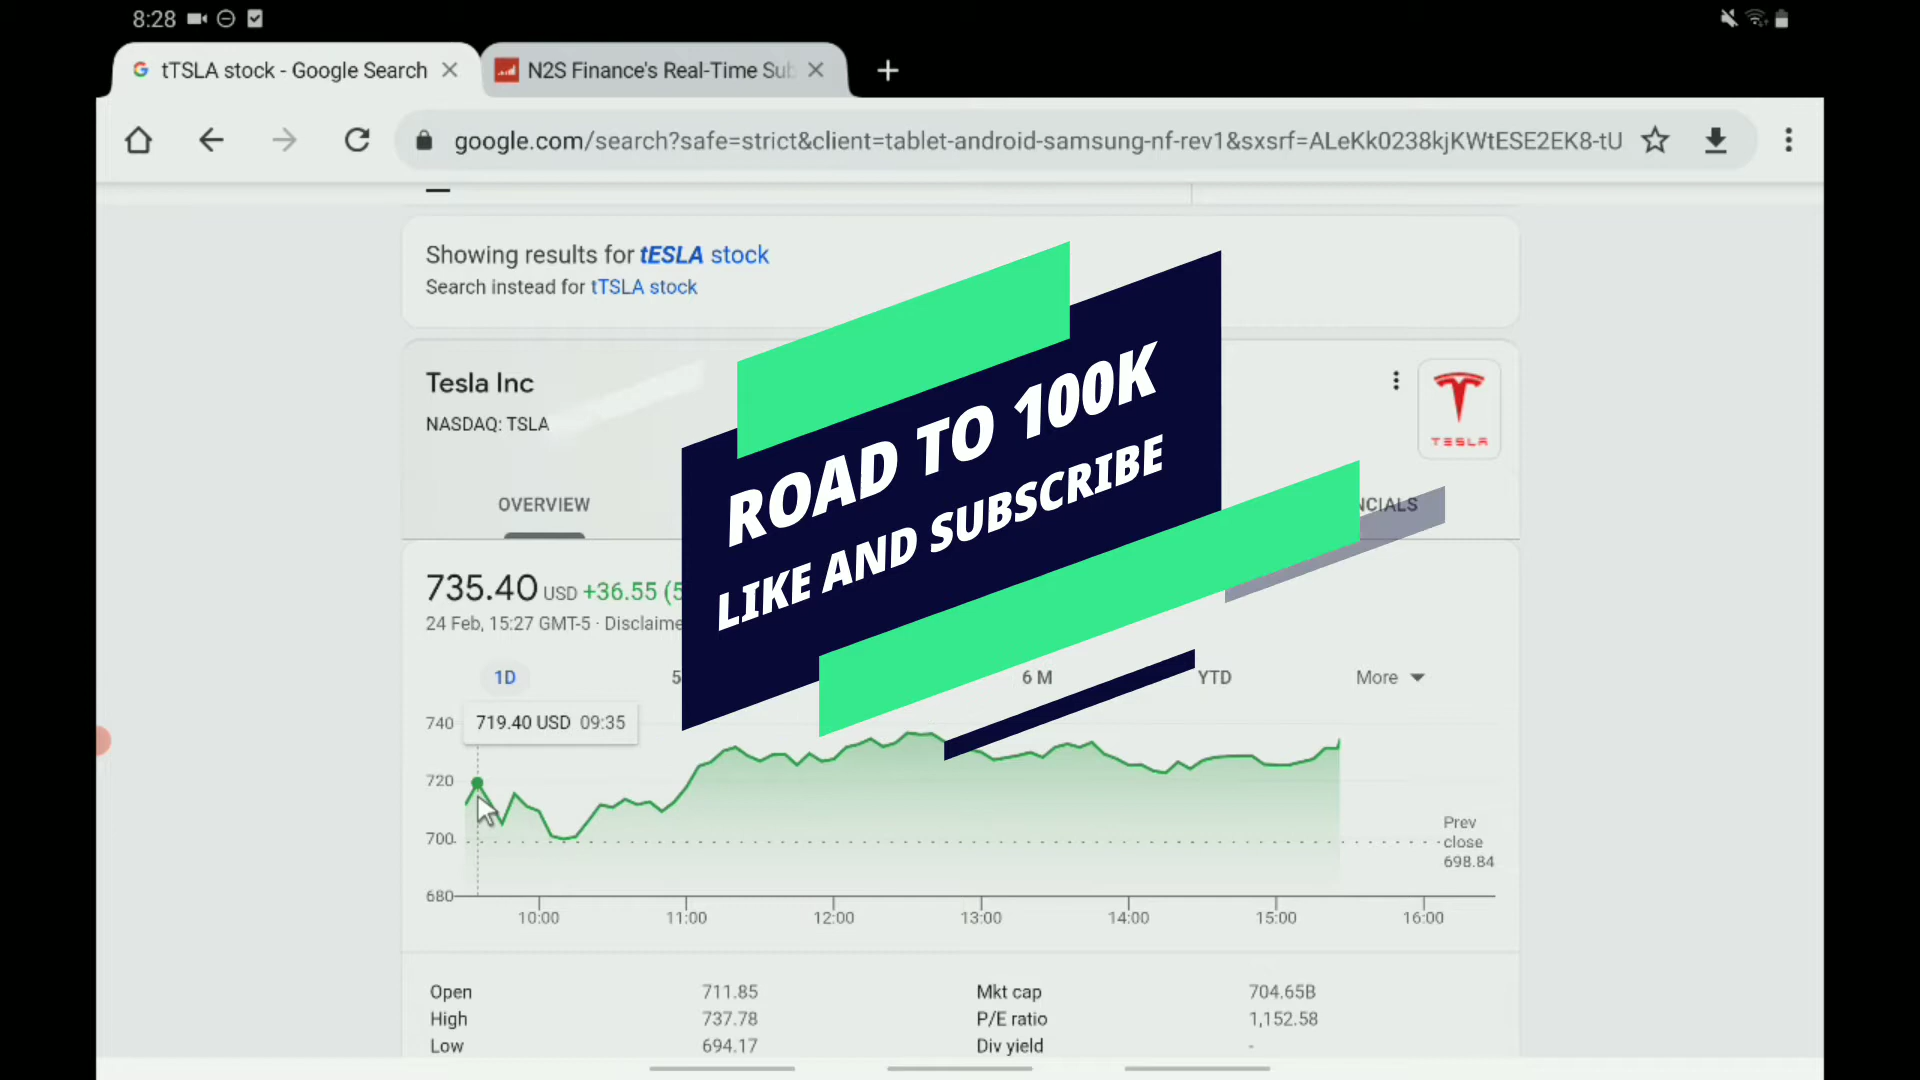 8:28
tTSLA stock - Google Search
N2S Finance's Real-Time Sub
google.com/search?safe=strict&client=tablet-android-samsung-nf-rev1&sxsrf=ALeKk0238kjKWtESE2EK8-tU
Showing results for tESLA stock
Search instead for tTSLA stock
Tesla Inc
NASDAQ: TSLA
TESLA
ROAD TO 100K
LIKE AND SUBSCRIBE
OVERVIEW
NCIALS
735.40 USD +36.55 (5
24 Feb, 15:27 GMT-5 · Disclaime
1D 5 6 M YTD More
740
719.40 USD 09:35
720
700
680
Prev
close
698.84
10:00 11:00 12:00 13:00 14:00 15:00 16:00
Open 711.85 Mkt cap 704.65B
High 737.78 P/E ratio 1,152.58
Low 694.17 Div yield -